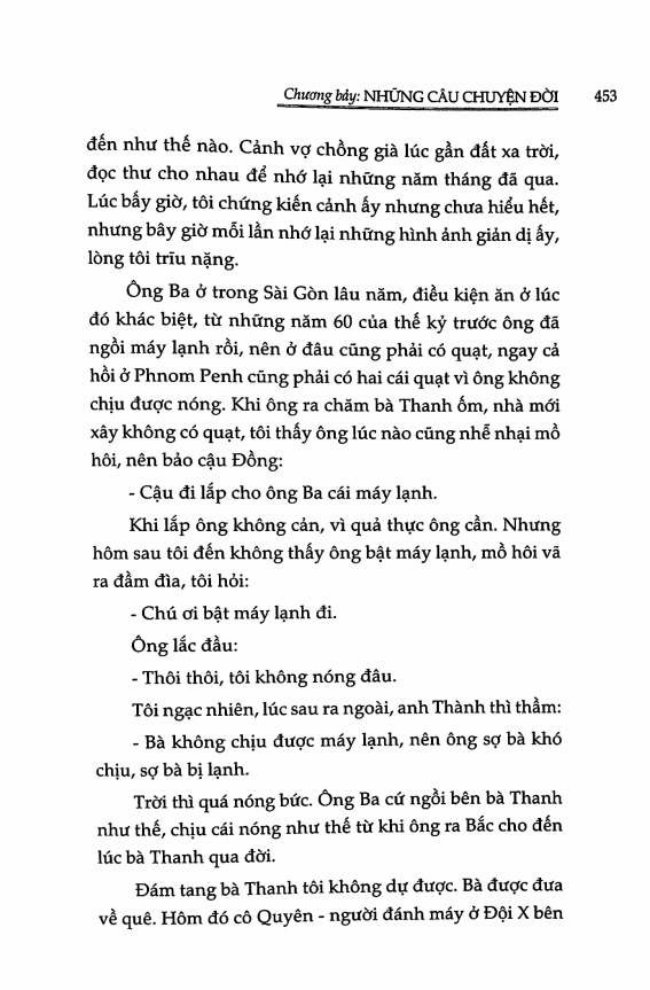 Chương bảy: NHỮNG CÂU CHUYỆN ĐỜI 453
đến như thế nào. Cảnh vợ chồng già lúc gần đất xa trời,
đọc thư cho nhau để nhớ lại những năm tháng đã qua.
Lúc bấy giờ, tôi chứng kiến cảnh ấy nhưng chưa hiểu hết,
nhưng bây giờ mỗi lần nhớ lại những hình ảnh giản dị ấy,
lòng tôi trĩu nặng.
Ông Ba ở trong Sài Gòn lâu năm, điều kiện ăn ở lúc
đó khác biệt, từ những năm 60 của thế kỷ trước ông đã
ngồi máy lạnh rồi, nên ở đâu cũng phải có quạt, ngay cả
hồi ở Phnom Penh cũng phải có hai cái quạt vì ông không
chịu được nóng. Khi ông ra chăm bà Thanh ốm, nhà mới
xây không có quạt, tôi thấy ông lúc nào cũng nhễ nhại mồ
hôi, nên bảo cậu Đồng:
- Cậu đi lắp cho ông Ba cái máy lạnh.
Khi lắp ông không cản, vì quả thực ông cần. Nhưng
hôm sau tôi đến không thấy ông bật máy lạnh, mồ hôi vã
ra đầm đìa, tôi hỏi:
- Chú ơi bật máy lạnh đi.
Ông lắc đầu:
- Thôi thôi, tôi không nóng đâu.
Tôi ngạc nhiên, lúc sau ra ngoài, anh Thành thì thầm:
- Bà không chịu được máy lạnh, nên ông sợ bà khó
chịu, sợ bà bị lạnh.
Trời thì quá nóng bức. Ông Ba cứ ngồi bên bà Thanh
như thế, chịu cái nóng như thế từ khi ông ra Bắc cho đến
lúc bà Thanh qua đời.
Đám tang bà Thanh tôi không dự được. Bà được đưa
về quê. Hôm đó cô Quyên - người đánh máy ở Đội X bên